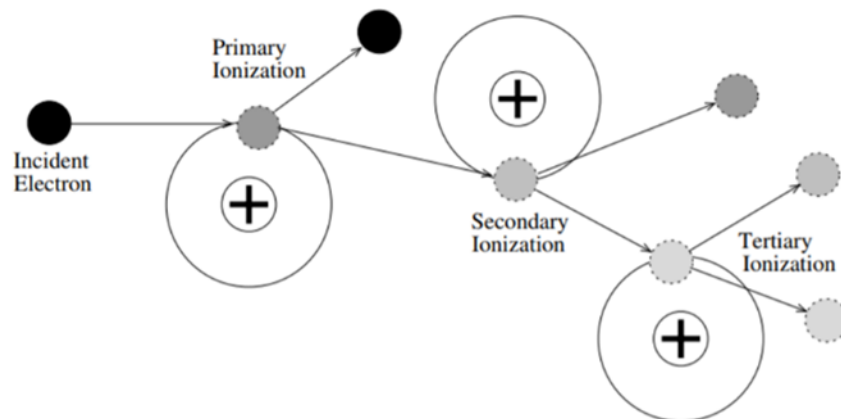 Primary
Ionization
Incident
Electron
Secondary
Ionization
Tertiary
Ionization